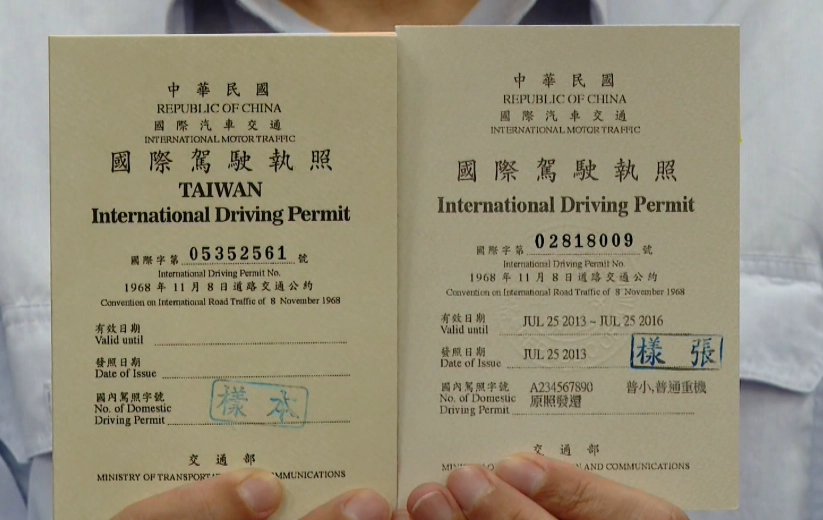 中華民國
REPUBLIC OF CHINA
國際汽車交通
INTERNATIONAL MOTOR TRAFFIC
國際駕駛執照
TAIWAN
International Driving Permit
國際字第 05352561 號
International Driving Permit No.
1968 年 11 月 8 日道路交通公約
Convention on International Road Traffic of 8 November 1968
有效日期
Valid until
發照日期
Date of Issue
國內駕照字號
No. of Domestic
Driving Permit
樣本
交通部
MINISTRY OF MMUNICATIONS
中華民國
REPUBLIC OF CHINA
國際汽車交通
INTERNATIONAL MOTOR TRAFFIC
國際駕駛執照
International Driving Permit
國際字第 02818009 號
International Driving Permit No.
1968 年 11 月 8 日道路交通公約
Convention on International Road Traffic of 8 November 1968
有效日期
Valid until JUL 25 2013 ~ JUL 25 2016
發照日期
Date of Issue JUL 25 2013
樣張
國內駕照字號 A234567890 普小,普通重機
No. of Domestic 原照發還
Driving Permit
交通部
AND COMMUNICATIONS